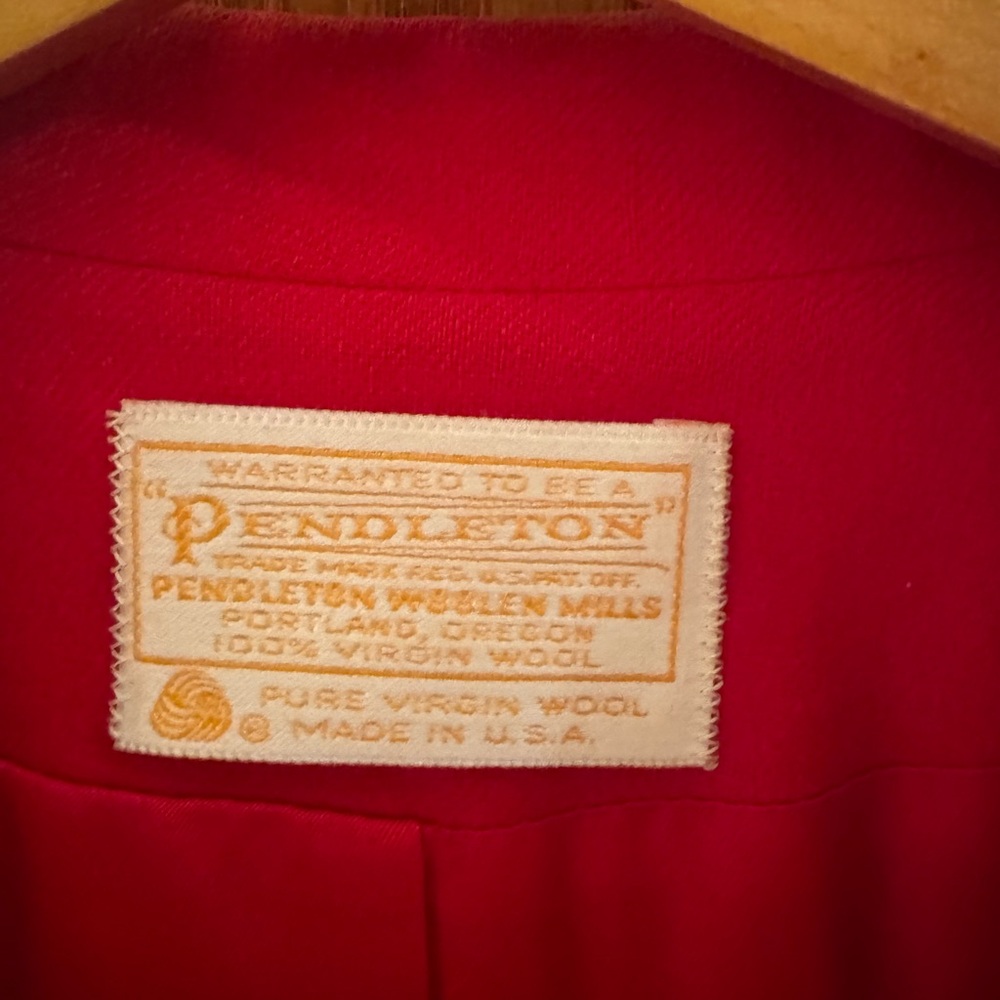 WARRANTED TO BE A
"PENDLETON"
TRADE MARK REG. U.S. PAT. OFF.
PENDLETON WOOLEN MILLS
PORTLAND, OREGON
100% VIRGIN WOOL
PURE VIRGIN WOOL
® MADE IN U.S.A.